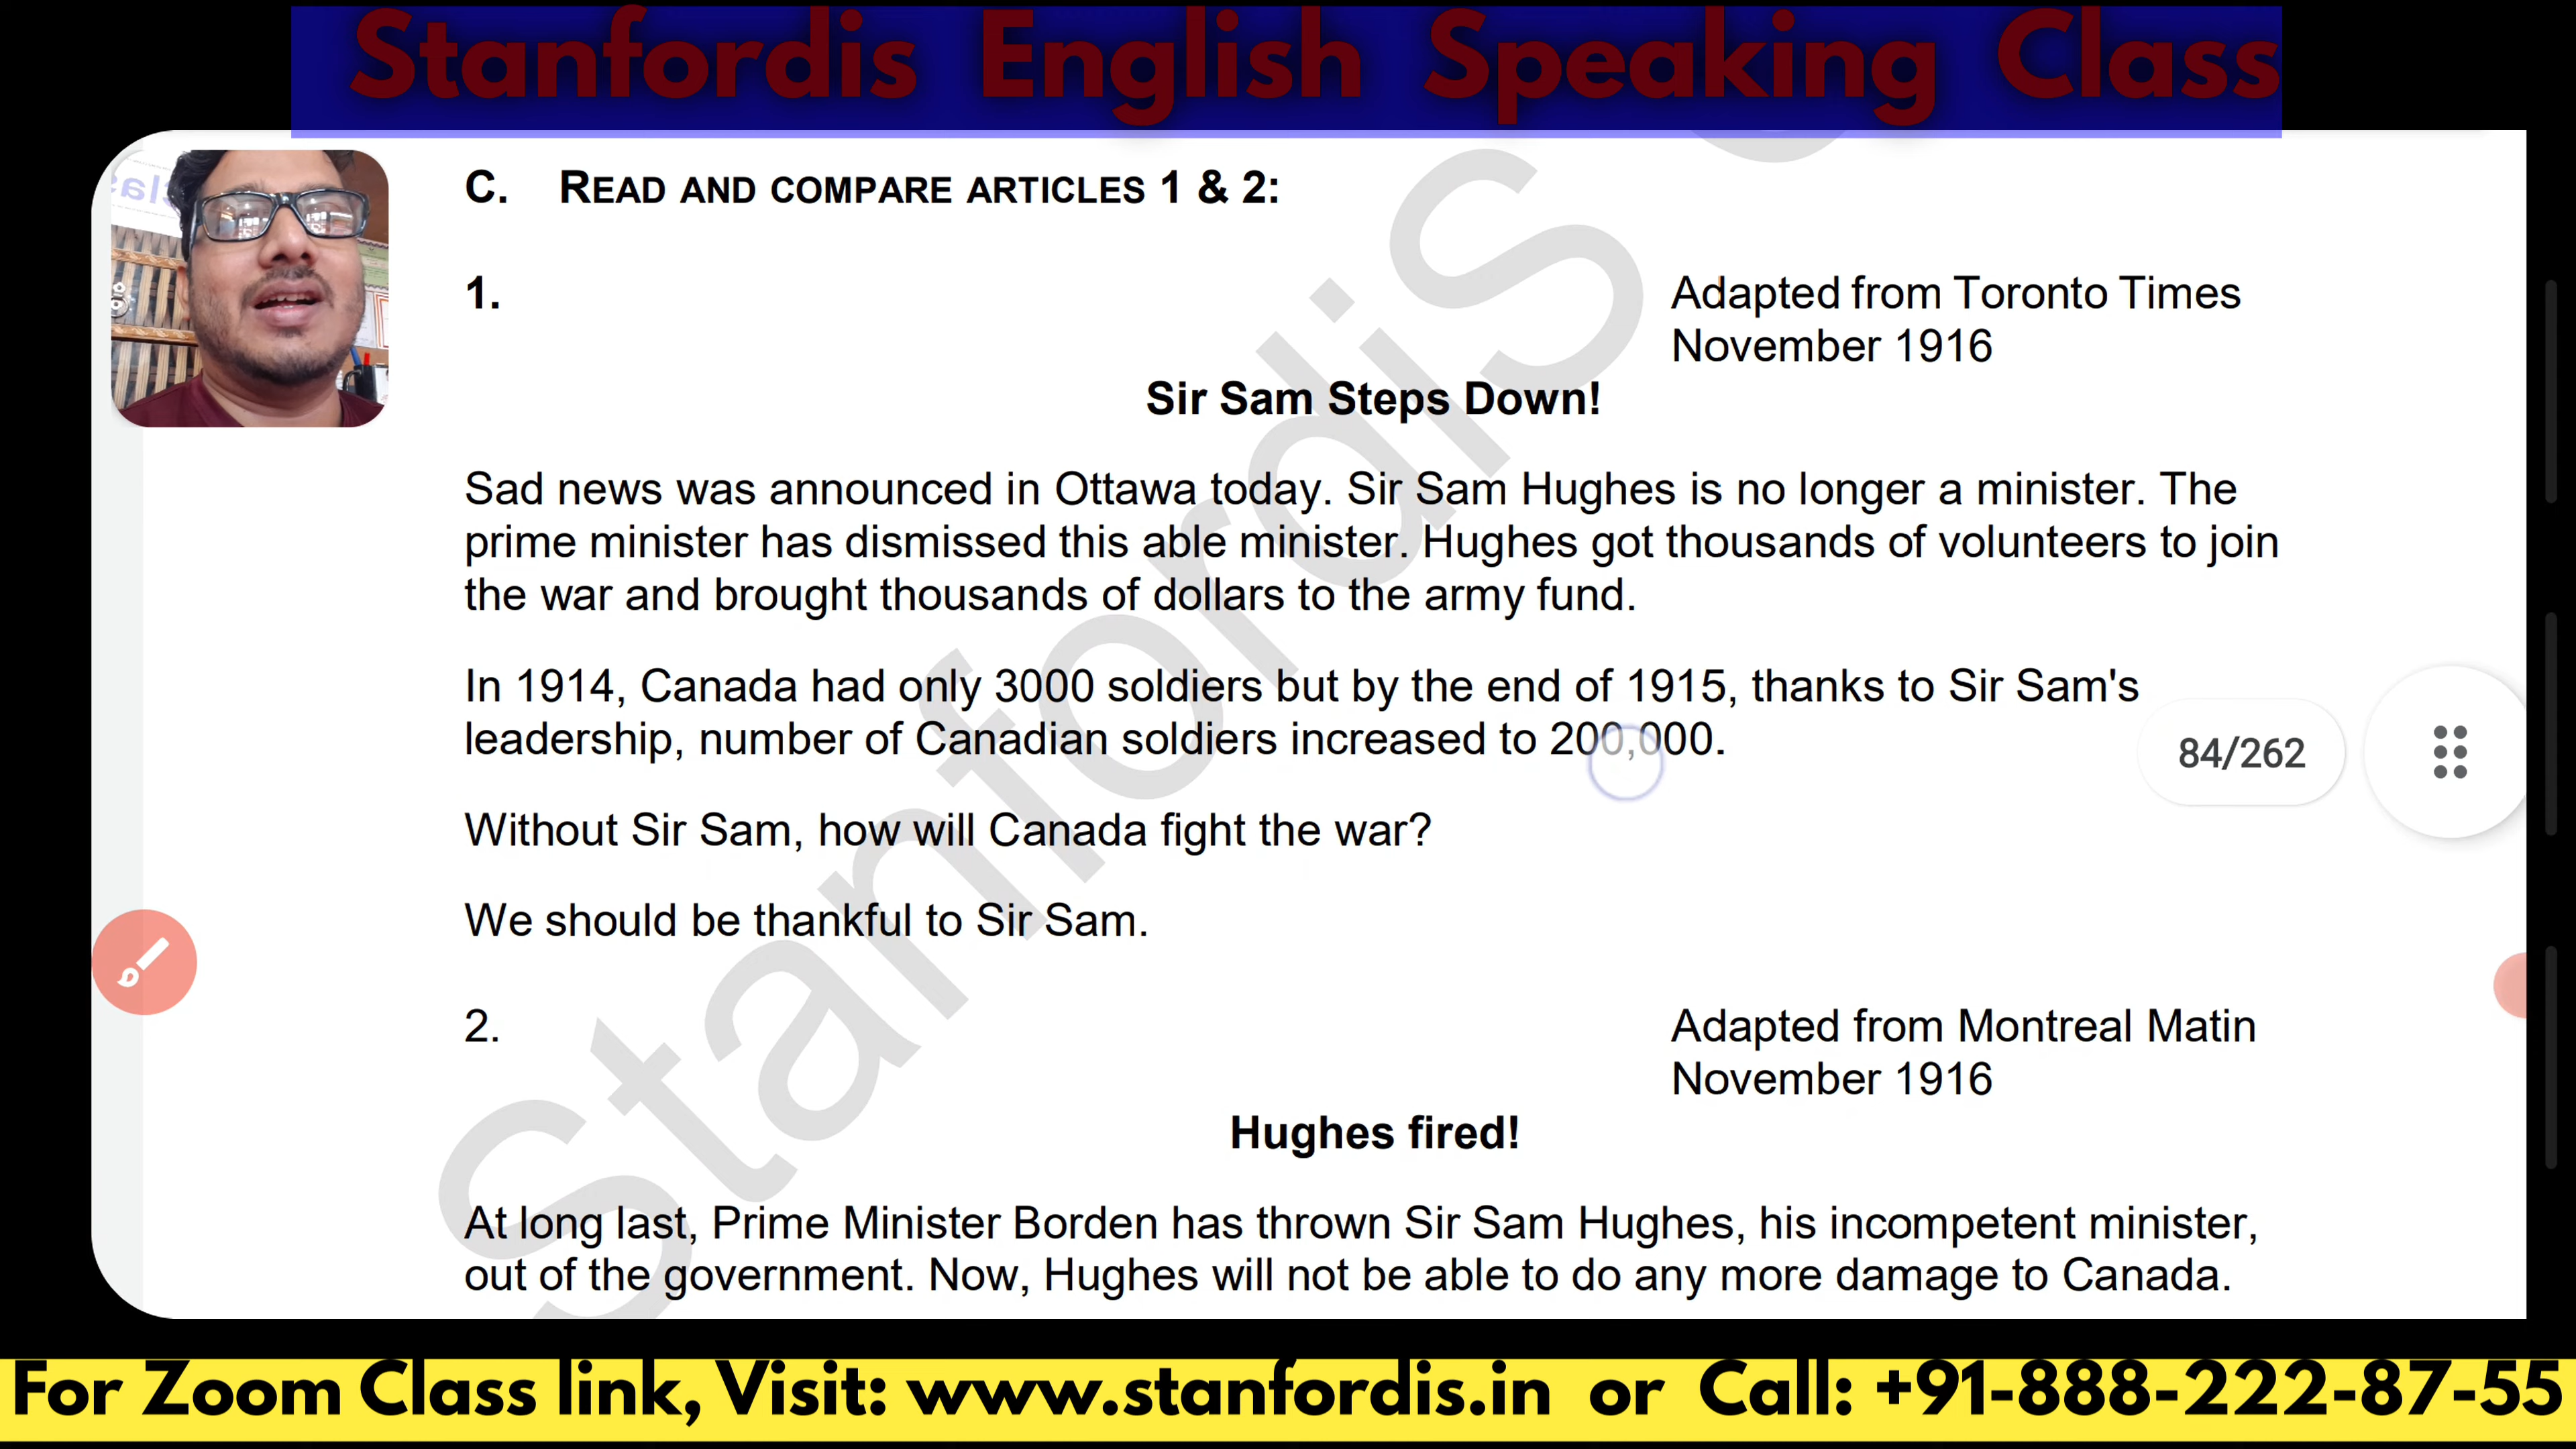 Stanfordis English Speaking Class
C. READ AND COMPARE ARTICLES 1 & 2:
1.
Adapted from Toronto Times
November 1916
Sir Sam Steps Down!
Sad news was announced in Ottawa today. Sir Sam Hughes is no longer a minister. The
prime minister has dismissed this able minister. Hughes got thousands of volunteers to join
the war and brought thousands of dollars to the army fund.
In 1914, Canada had only 3000 soldiers but by the end of 1915, thanks to Sir Sam's
leadership, number of Canadian soldiers increased to 200,000.
84/262
Without Sir Sam, how will Canada fight the war?
We should be thankful to Sir Sam.
2.
Adapted from Montreal Matin
November 1916
Hughes fired!
At long last, Prime Minister Borden has thrown Sir Sam Hughes, his incompetent minister,
out of the government. Now, Hughes will not be able to do any more damage to Canada.
StanfordiS
For Zoom Class link, Visit: www.stanfordis.in or Call: +91-888-222-87-55